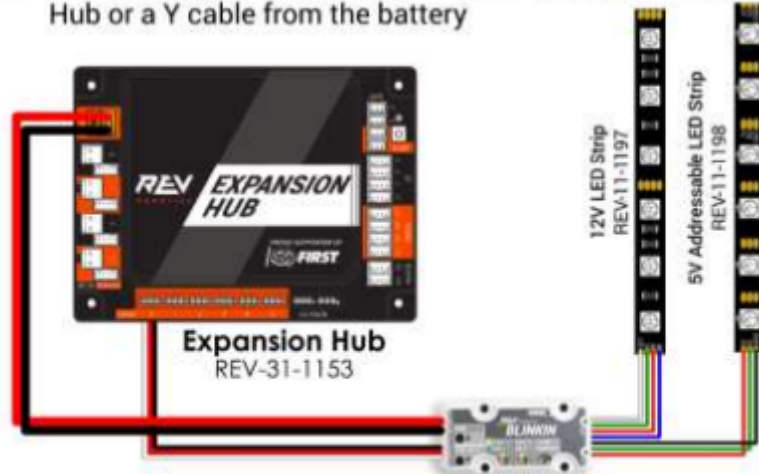 Hub or a Y cable from the battery
REV
EXPANSION
HUB
FIRST
Expansion Hub
REV-31-1153
12V LED Strip
REV-11-1197
5V Addressable LED Strip
REV-11-1198
BLINKIN